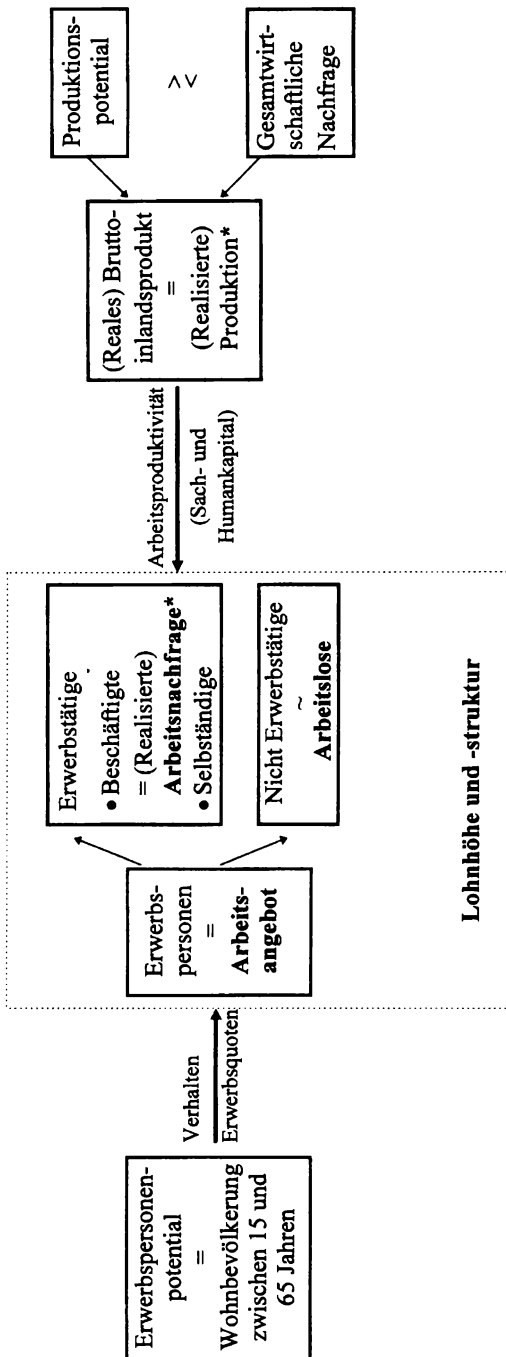 Erwerbspersonen-
potential
=
Wohnbevölkerung
zwischen 15 und
65 Jahren
Verhalten
Erwerbsquoten
Erwerbs-
personen
=
Arbeits-
angebot
Erwerbstätige
• Beschäftigte
= (Realisierte)
Arbeitsnachfrage*
• Selbständige
Nicht Erwerbstätige
~
Arbeitslose
Lohnhöhe und -struktur
Arbeitsproduktivität
(Sach- und
Humankapital)
(Reales) Brutto-
inlandsprodukt
=
(Realisierte)
Produktion*
Produktions-
potential
>
<
Gesamtwirt-
schaftliche
Nachfrage